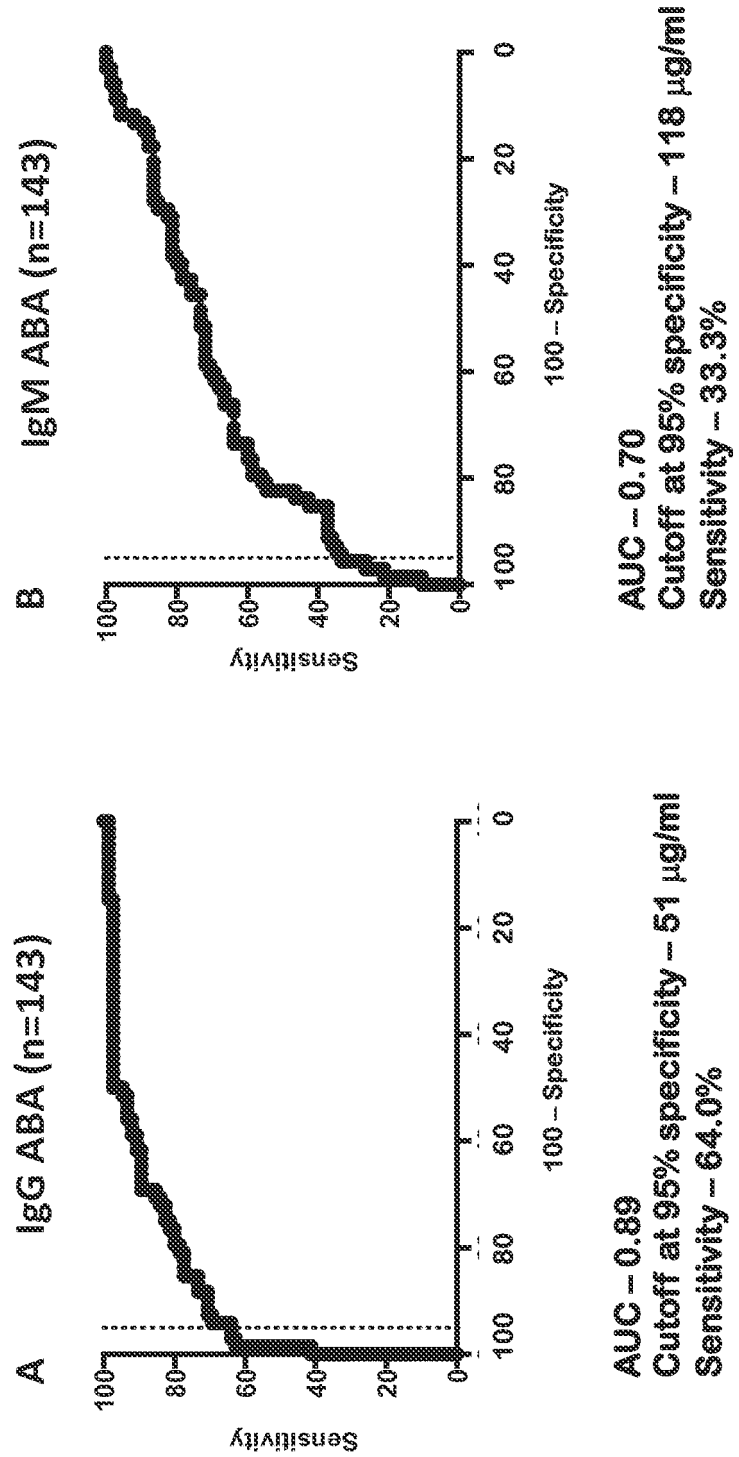 A
IgG ABA (n=143)
Sensitivity
100
80
60
40
20
0
100
80
60
40
20
0
100 – Specificity
AUC – 0.89
Cutoff at 95% specificity – 51 µg/ml
Sensitivity – 64.0%
B
IgM ABA (n=143)
Sensitivity
100
80
60
40
20
0
100
80
60
40
20
0
100 – Specificity
AUC – 0.70
Cutoff at 95% specificity – 118 µg/ml
Sensitivity – 33.3%